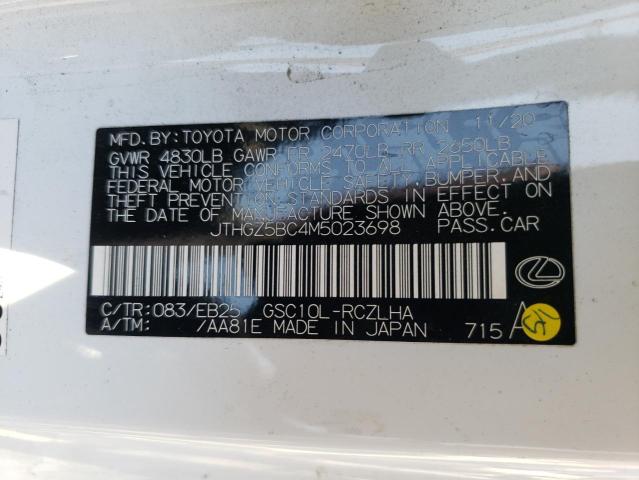 MFD.BY:TOYOTA MOTOR CORPORATION 11/20
GVWR 4830LB GAWR FR 2470LB RR 2650LB
THIS VEHICLE CONFORMS TO ALL APPLICABLE
FEDERAL MOTOR VEHICLE SAFETY, BUMPER, AND
THEFT PREVENTION STANDARDS IN EFFECT ON
THE DATE OF MANUFACTURE SHOWN ABOVE.
JTHGZ5BC4M5023698 PASS.CAR
C/TR:083/EB25 GSC10L-RCZLHA
A/TM: /AA81E MADE IN JAPAN 715 A